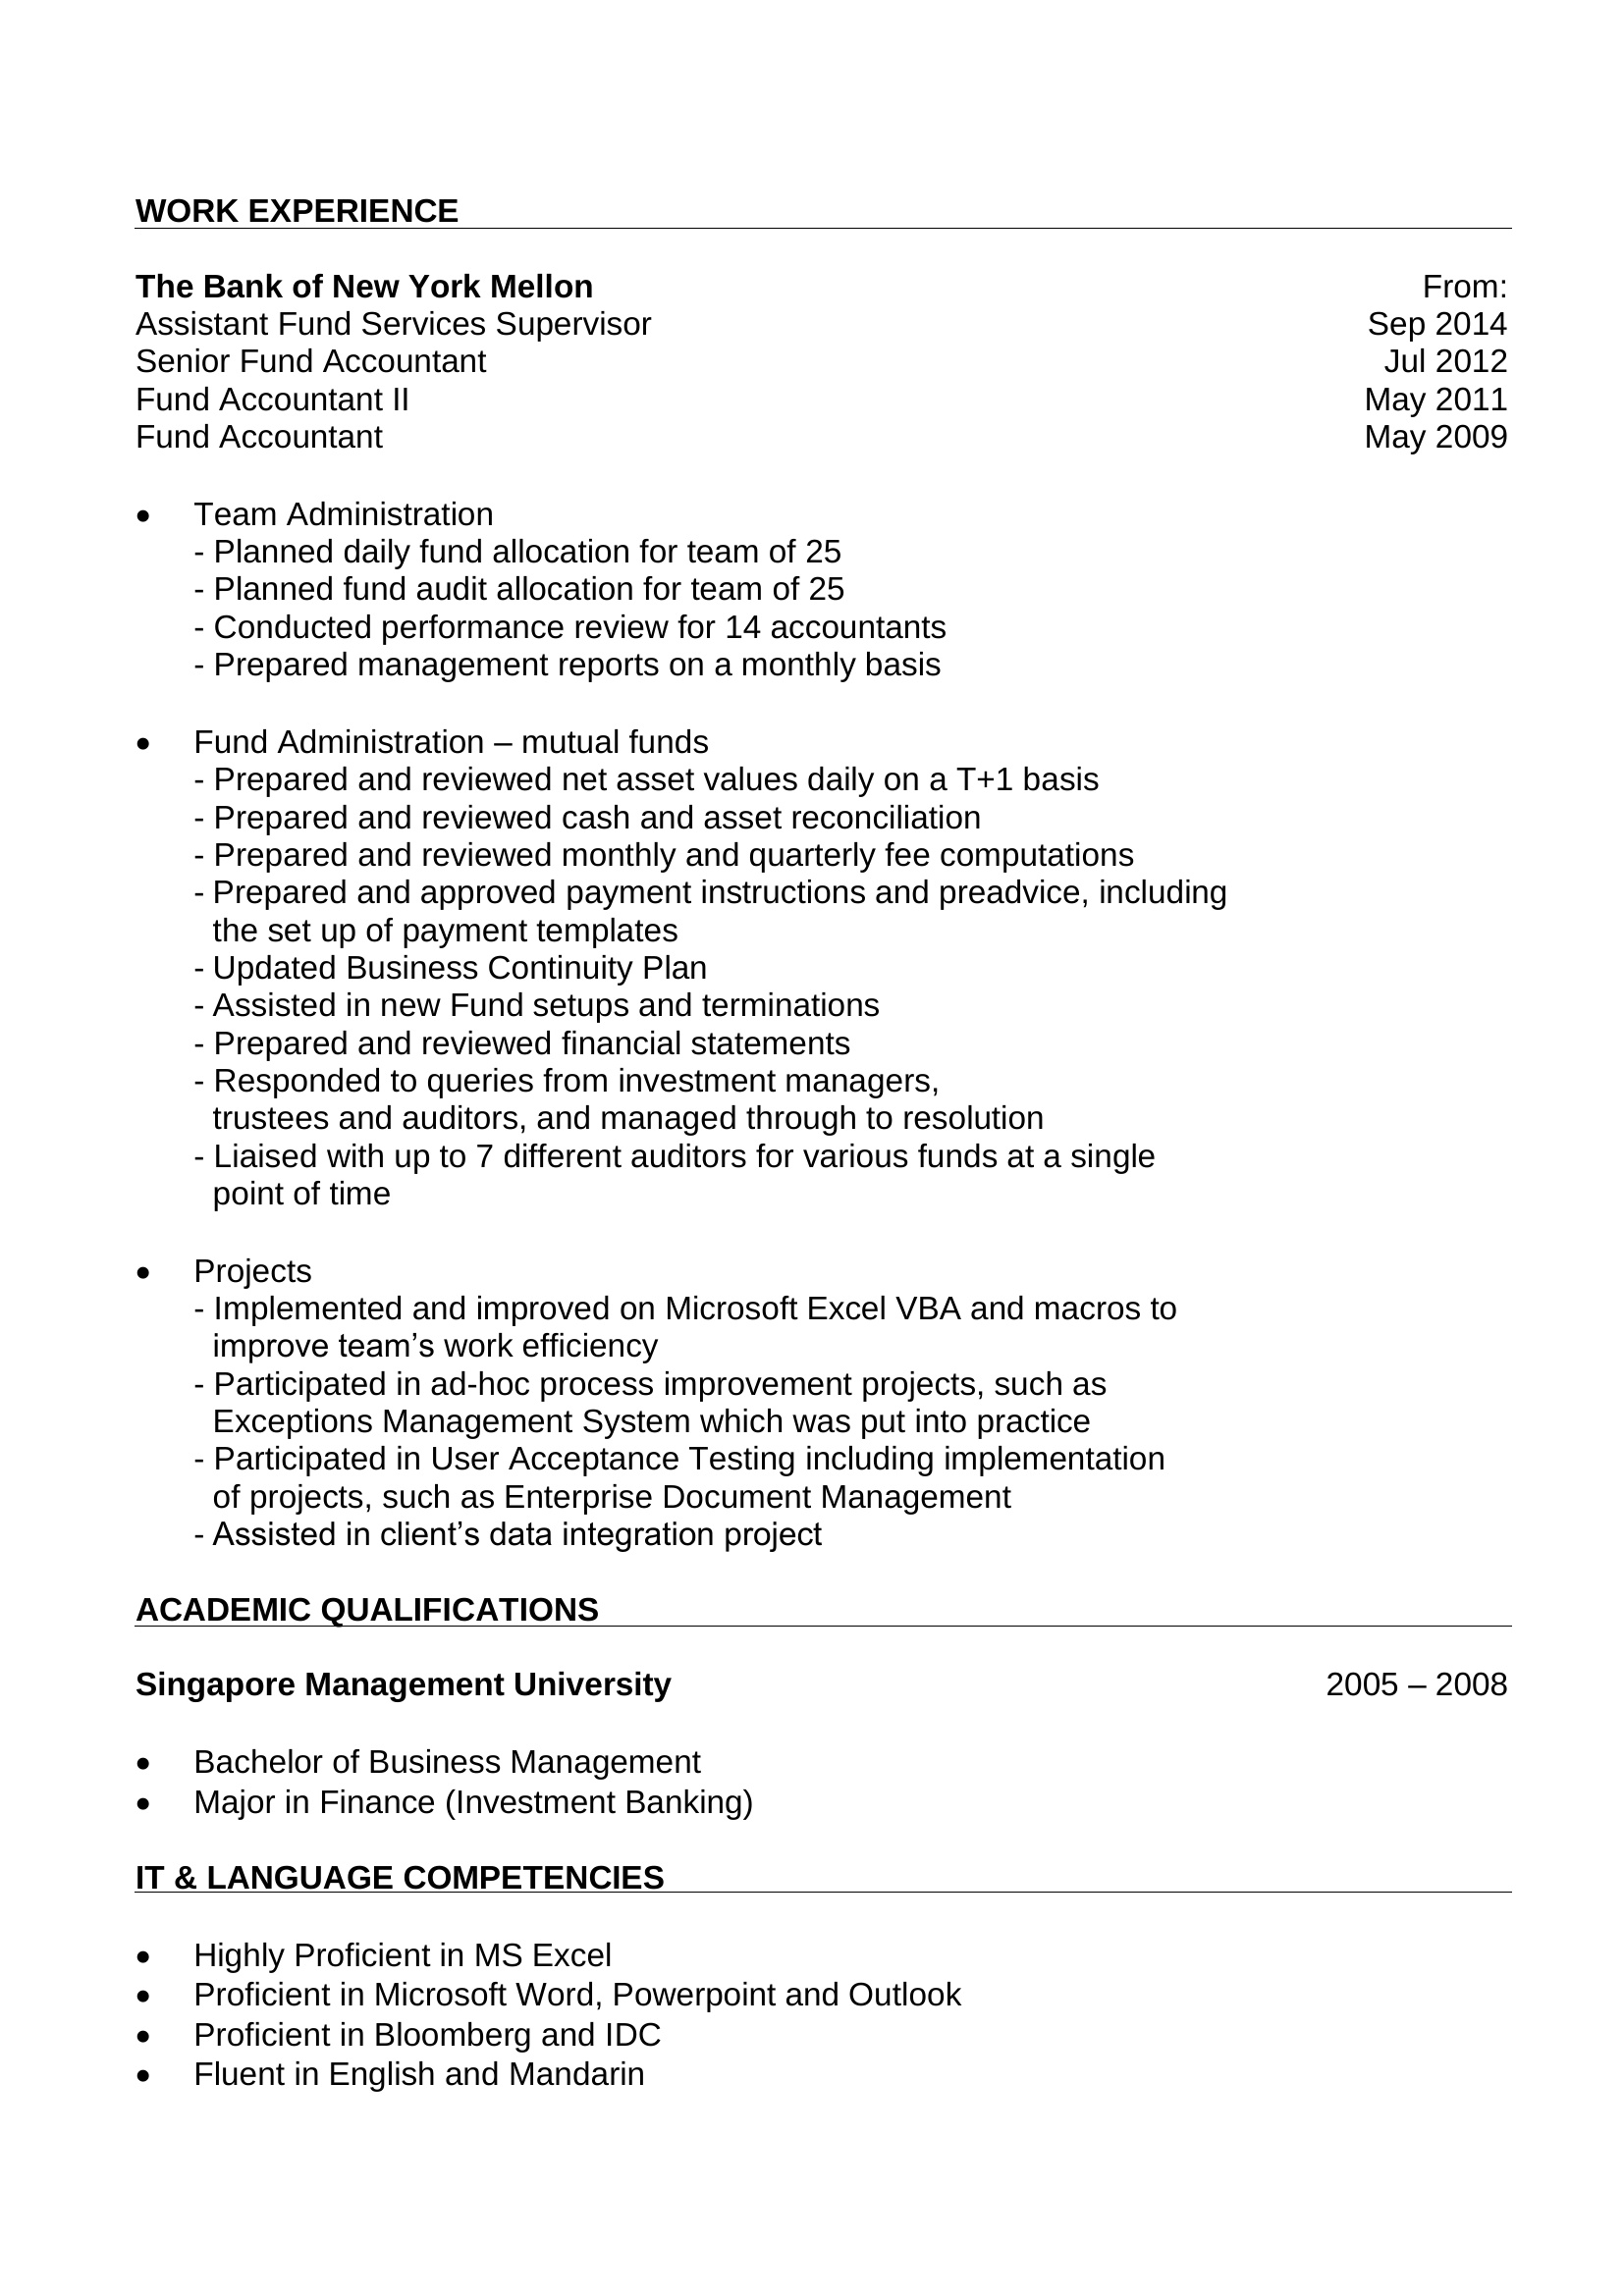 WORK EXPERIENCE
The Bank of New York Mellon From:
Assistant Fund Services Supervisor Sep 2014
Senior Fund Accountant Jul 2012
Fund Accountant II May 2011
Fund Accountant May 2009
• Team Administration
- Planned daily fund allocation for team of 25
- Planned fund audit allocation for team of 25
- Conducted performance review for 14 accountants
- Prepared management reports on a monthly basis
• Fund Administration – mutual funds
- Prepared and reviewed net asset values daily on a T+1 basis
- Prepared and reviewed cash and asset reconciliation
- Prepared and reviewed monthly and quarterly fee computations
- Prepared and approved payment instructions and preadvice, including
the set up of payment templates
- Updated Business Continuity Plan
- Assisted in new Fund setups and terminations
- Prepared and reviewed financial statements
- Responded to queries from investment managers,
trustees and auditors, and managed through to resolution
- Liaised with up to 7 different auditors for various funds at a single
point of time
• Projects
- Implemented and improved on Microsoft Excel VBA and macros to
improve team’s work efficiency
- Participated in ad-hoc process improvement projects, such as
Exceptions Management System which was put into practice
- Participated in User Acceptance Testing including implementation
of projects, such as Enterprise Document Management
- Assisted in client’s data integration project
ACADEMIC QUALIFICATIONS
Singapore Management University 2005 – 2008
• Bachelor of Business Management
• Major in Finance (Investment Banking)
IT & LANGUAGE COMPETENCIES
• Highly Proficient in MS Excel
• Proficient in Microsoft Word, Powerpoint and Outlook
• Proficient in Bloomberg and IDC
• Fluent in English and Mandarin